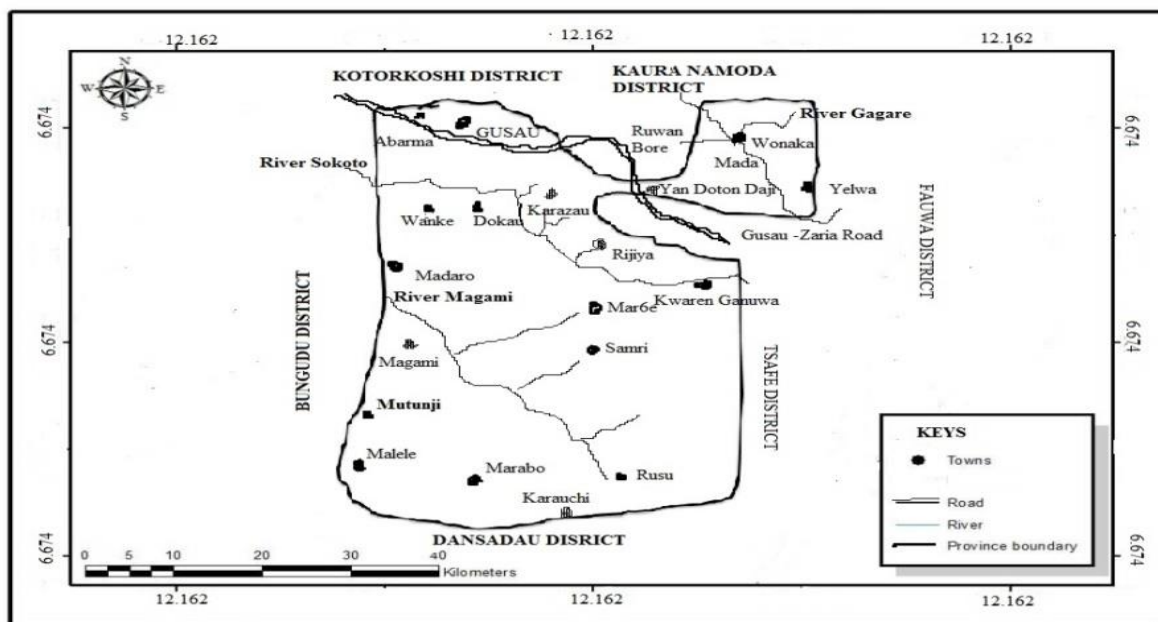 12.162
12.162
12.162
N
W
E
S
KOTORKOSHI DISTRICT
KAURA NAMODA
DISTRICT
6.674
6.674
River Gagare
Abarma
GUSAU
Ruwan
Bore
Wonaka
Mada
River Sokoto
Yan Doton Daji
Yelwa
Karazau
Wanke
Dokau
Gusau -Zaria Road
FAUWA DISTRICT
Rijiya
Madaro
River Magami
Kwaren Ganuwa
Mar6e
BUNGUDU DISTRICT
6.674
6.674
Magami
Samri
TSAFE DISTRICT
Mutunji
KEYS
Towns
Malele
Marabo
Rusu
Road
Karauchi
River
DANSADAU DISRICT
Province boundary
6.674
6.674
0 5 10 20 30 40
Kilometers
12.162
12.162
12.162